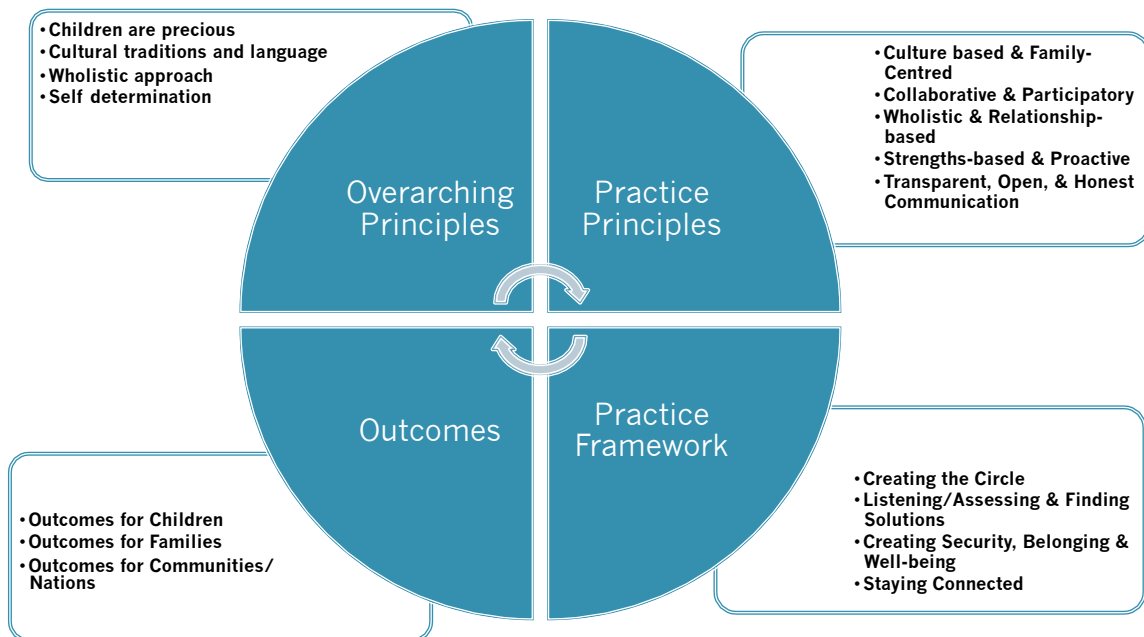 • Children are precious
• Cultural traditions and language
• Wholistic approach
• Self determination
Overarching
Principles
• Culture based & Family-
Centred
• Collaborative & Participatory
• Wholistic & Relationship-
based
• Strengths-based & Proactive
• Transparent, Open, & Honest
Communication
Practice
Principles
Outcomes
• Outcomes for Children
• Outcomes for Families
• Outcomes for Communities/
Nations
Practice
Framework
• Creating the Circle
• Listening/Assessing & Finding
Solutions
• Creating Security, Belonging &
Well-being
• Staying Connected